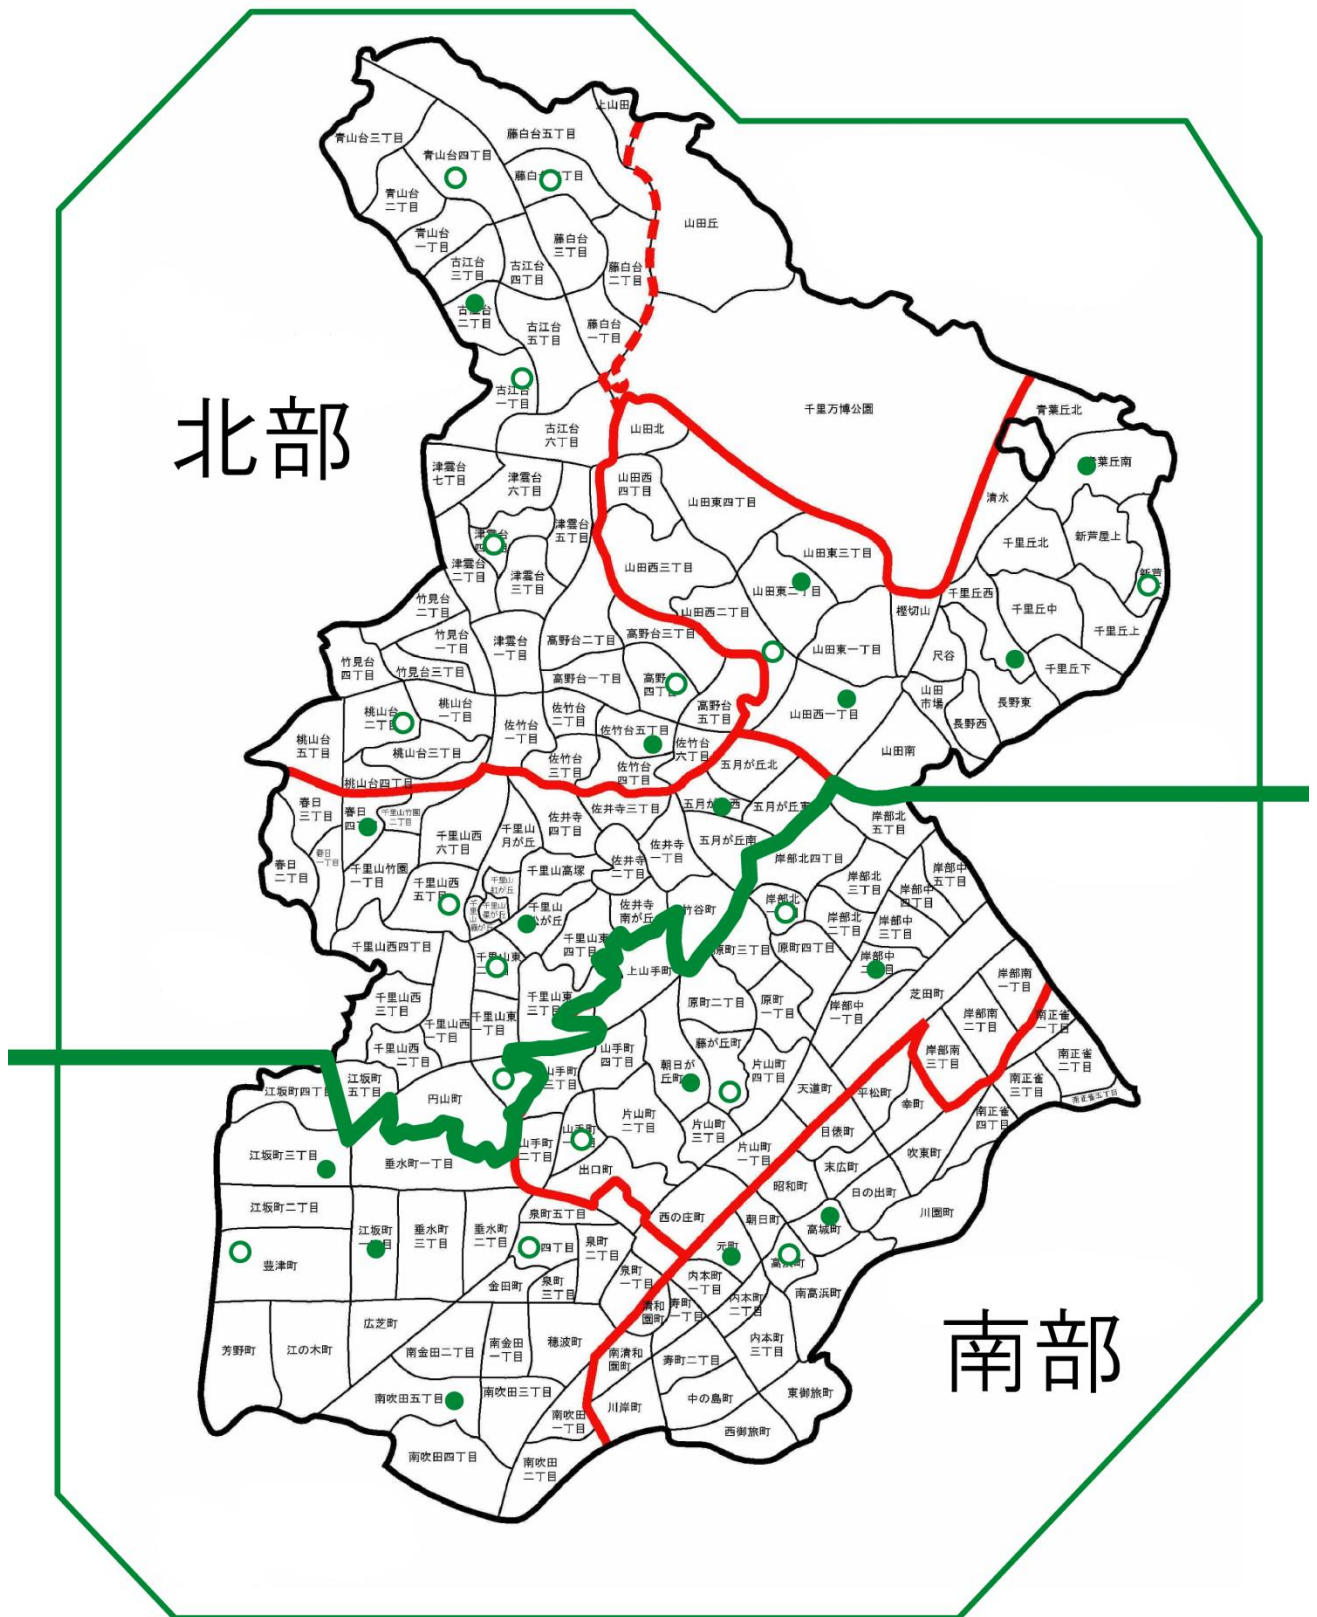 上山田
青山台三丁目
藤白台五丁目
青山台四丁目
青山台
二丁目
山田丘
青山台
一丁目
藤白台
三丁目
古江台
三丁目
古江台
四丁目
藤白台
二丁目
二丁目
古江台
五丁目
藤白台
一丁目
一丁目
千里万博公園
青葉丘北
北部
古江台
六丁目
山田北
葉丘南
津雲台
七丁目
津雲台
六丁目
山田西
四丁目
山田東四丁目
清水
津雲台
五丁目
新芦屋上
千里丘北
山田東三丁目
津雲台
二丁目
津雲台
三丁目
山田西三丁目
千里丘西
竹見台
二丁目
山田西二丁目
樫切山
千里丘中
千里丘上
竹見台
一丁目
津雲台
一丁目
高野台二丁目
高野台三丁目
山田東一丁目
尺谷
竹見台
四丁目
竹見台三丁目
高野台一丁目
四丁目
千里丘下
山田
市場
長野東
桃山台
一丁目
桃山台
佐竹台
二丁目
高野台
五丁目
山田西一丁目
長野西
佐竹台
一丁目
佐竹台五丁目
桃山台
五丁目
桃山台三丁目
佐竹台
六丁目
山田南
佐竹台
三丁目
佐竹台
四丁目
五月が丘北
桃山台四丁目
春日
三丁目
春日
千里山竹園
二丁目
佐井寺三丁目
岸部北
五丁目
千里山西
六丁目
千里山
月が丘
佐井寺
四丁目
佐井寺
一丁目
五月が丘南
岸部北四丁目
春日
一丁目
春日
二丁目
千里山竹園
一丁目
千里山高塚
佐井寺
二丁目
岸部中
五丁目
千里山西
五丁目
千里山
虹が丘
岸部北
三丁目
岸部中
四丁目
千里山
佐井寺
南が丘
竹谷町
岸部北
岸部北
二丁目
岸部中
三丁目
千里山西四丁目
千里山東
四丁目
原町三丁目
原町四丁目
上山手町
岸部南
一丁目
千里山西
三丁目
千里山東
三丁目
原町二丁目
原町
一丁目
岸部中
一丁目
芝田町
岸部南
二丁目
南正雀
一丁目
千里山西
一丁目
千里山東
一丁目
千里山西
二丁目
山手町
四丁目
藤が丘町
岸部南
三丁目
南正雀
二丁目
江坂町四丁目
江坂町
五丁目
山手町
三丁目
朝日が
丘町
片山町
四丁目
天道町
平松町
幸町
南正雀
三丁目
円山町
片山町
二丁目
片山町
三丁目
目俵町
南正雀
四丁目
山手町
二丁目
片山町
一丁目
吹東町
江坂町三丁目
垂水町一丁目
出口町
末広町
昭和町
日の出町
江坂町二丁目
泉町五丁目
西の庄町
朝日町
高城町
川園町
江坂町
垂水町
三丁目
垂水町
二丁目
四丁目
泉町
二丁目
元町
豊津町
金田町
泉町
三丁目
泉町
一丁目
内本町
一丁目
南高浜町
清和
園町
寿町
一丁目
内本町
二丁目
南部
広芝町
芳野町
江の木町
南金田二丁目
南金田
一丁目
穂波町
南清和
園町
寿町二丁目
内本町
三丁目
南吹田五丁目
南吹田三丁目
中の島町
東御旅町
南吹田
一丁目
川岸町
西御旅町
南吹田四丁目
南吹田
二丁目